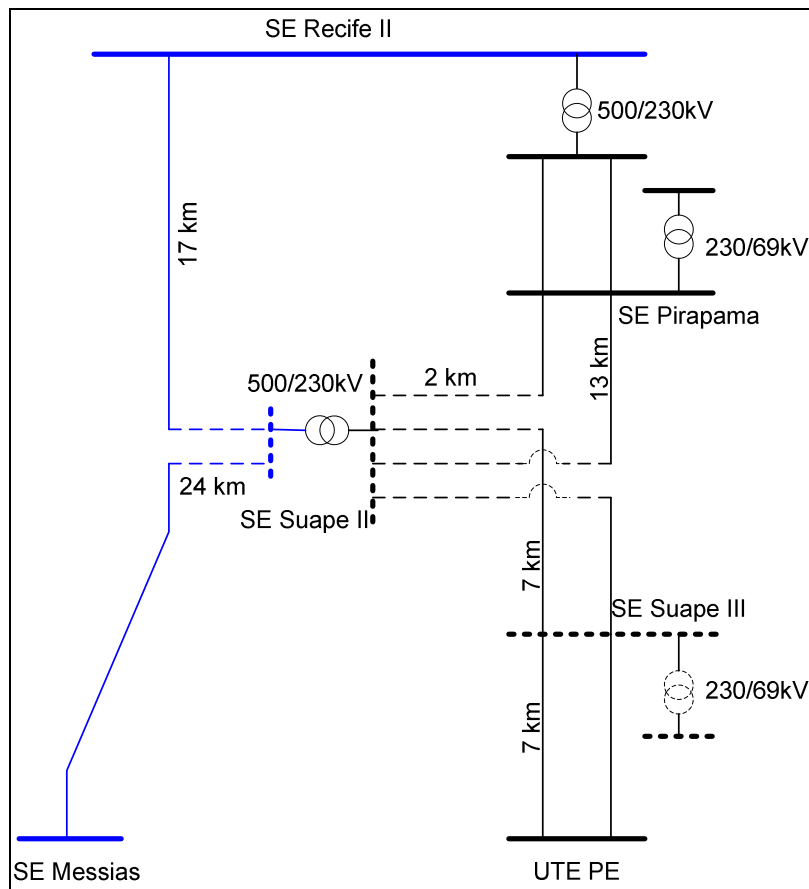 SE Recife II
500/230kV
17 km
230/69kV
SE Pirapama
13 km
500/230kV
2 km
24 km
SE Suape II
7 km
SE Suape III
230/69kV
7 km
SE Messias
UTE PE